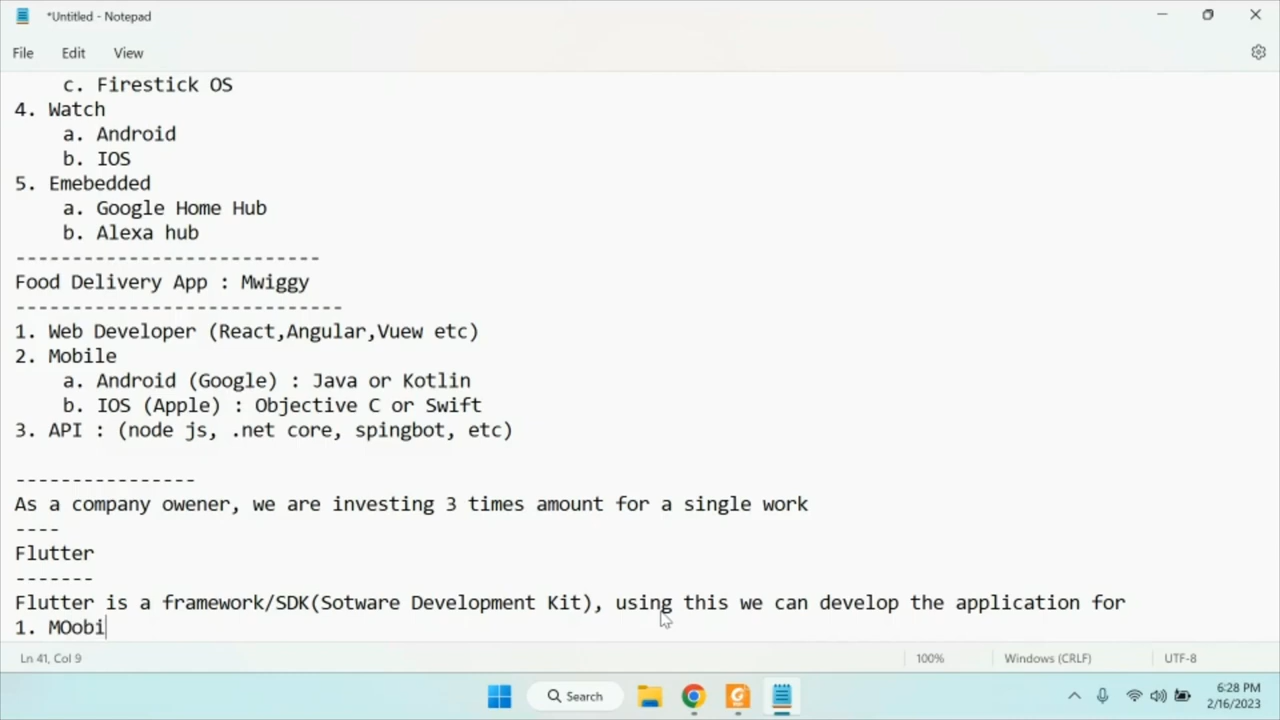 *Untitled - Notepad
File Edit View
c. Firestick OS
4. Watch
a. Android
b. IOS
5. Emebedded
a. Google Home Hub
b. Alexa hub
---------------------------
Food Delivery App : Mwiggy
-----------------------------
1. Web Developer (React,Angular,Vuew etc)
2. Mobile
a. Android (Google) : Java or Kotlin
b. IOS (Apple) : Objective C or Swift
3. API : (node js, .net core, spingbot, etc)
----------------
As a company owener, we are investing 3 times amount for a single work
----
Flutter
-------
Flutter is a framework/SDK(Sotware Development Kit), using this we can develop the application for
1. MOobi
Ln 41, Col 9 100% Windows (CRLF) UTF-8
Search
6:28 PM
2/16/2023